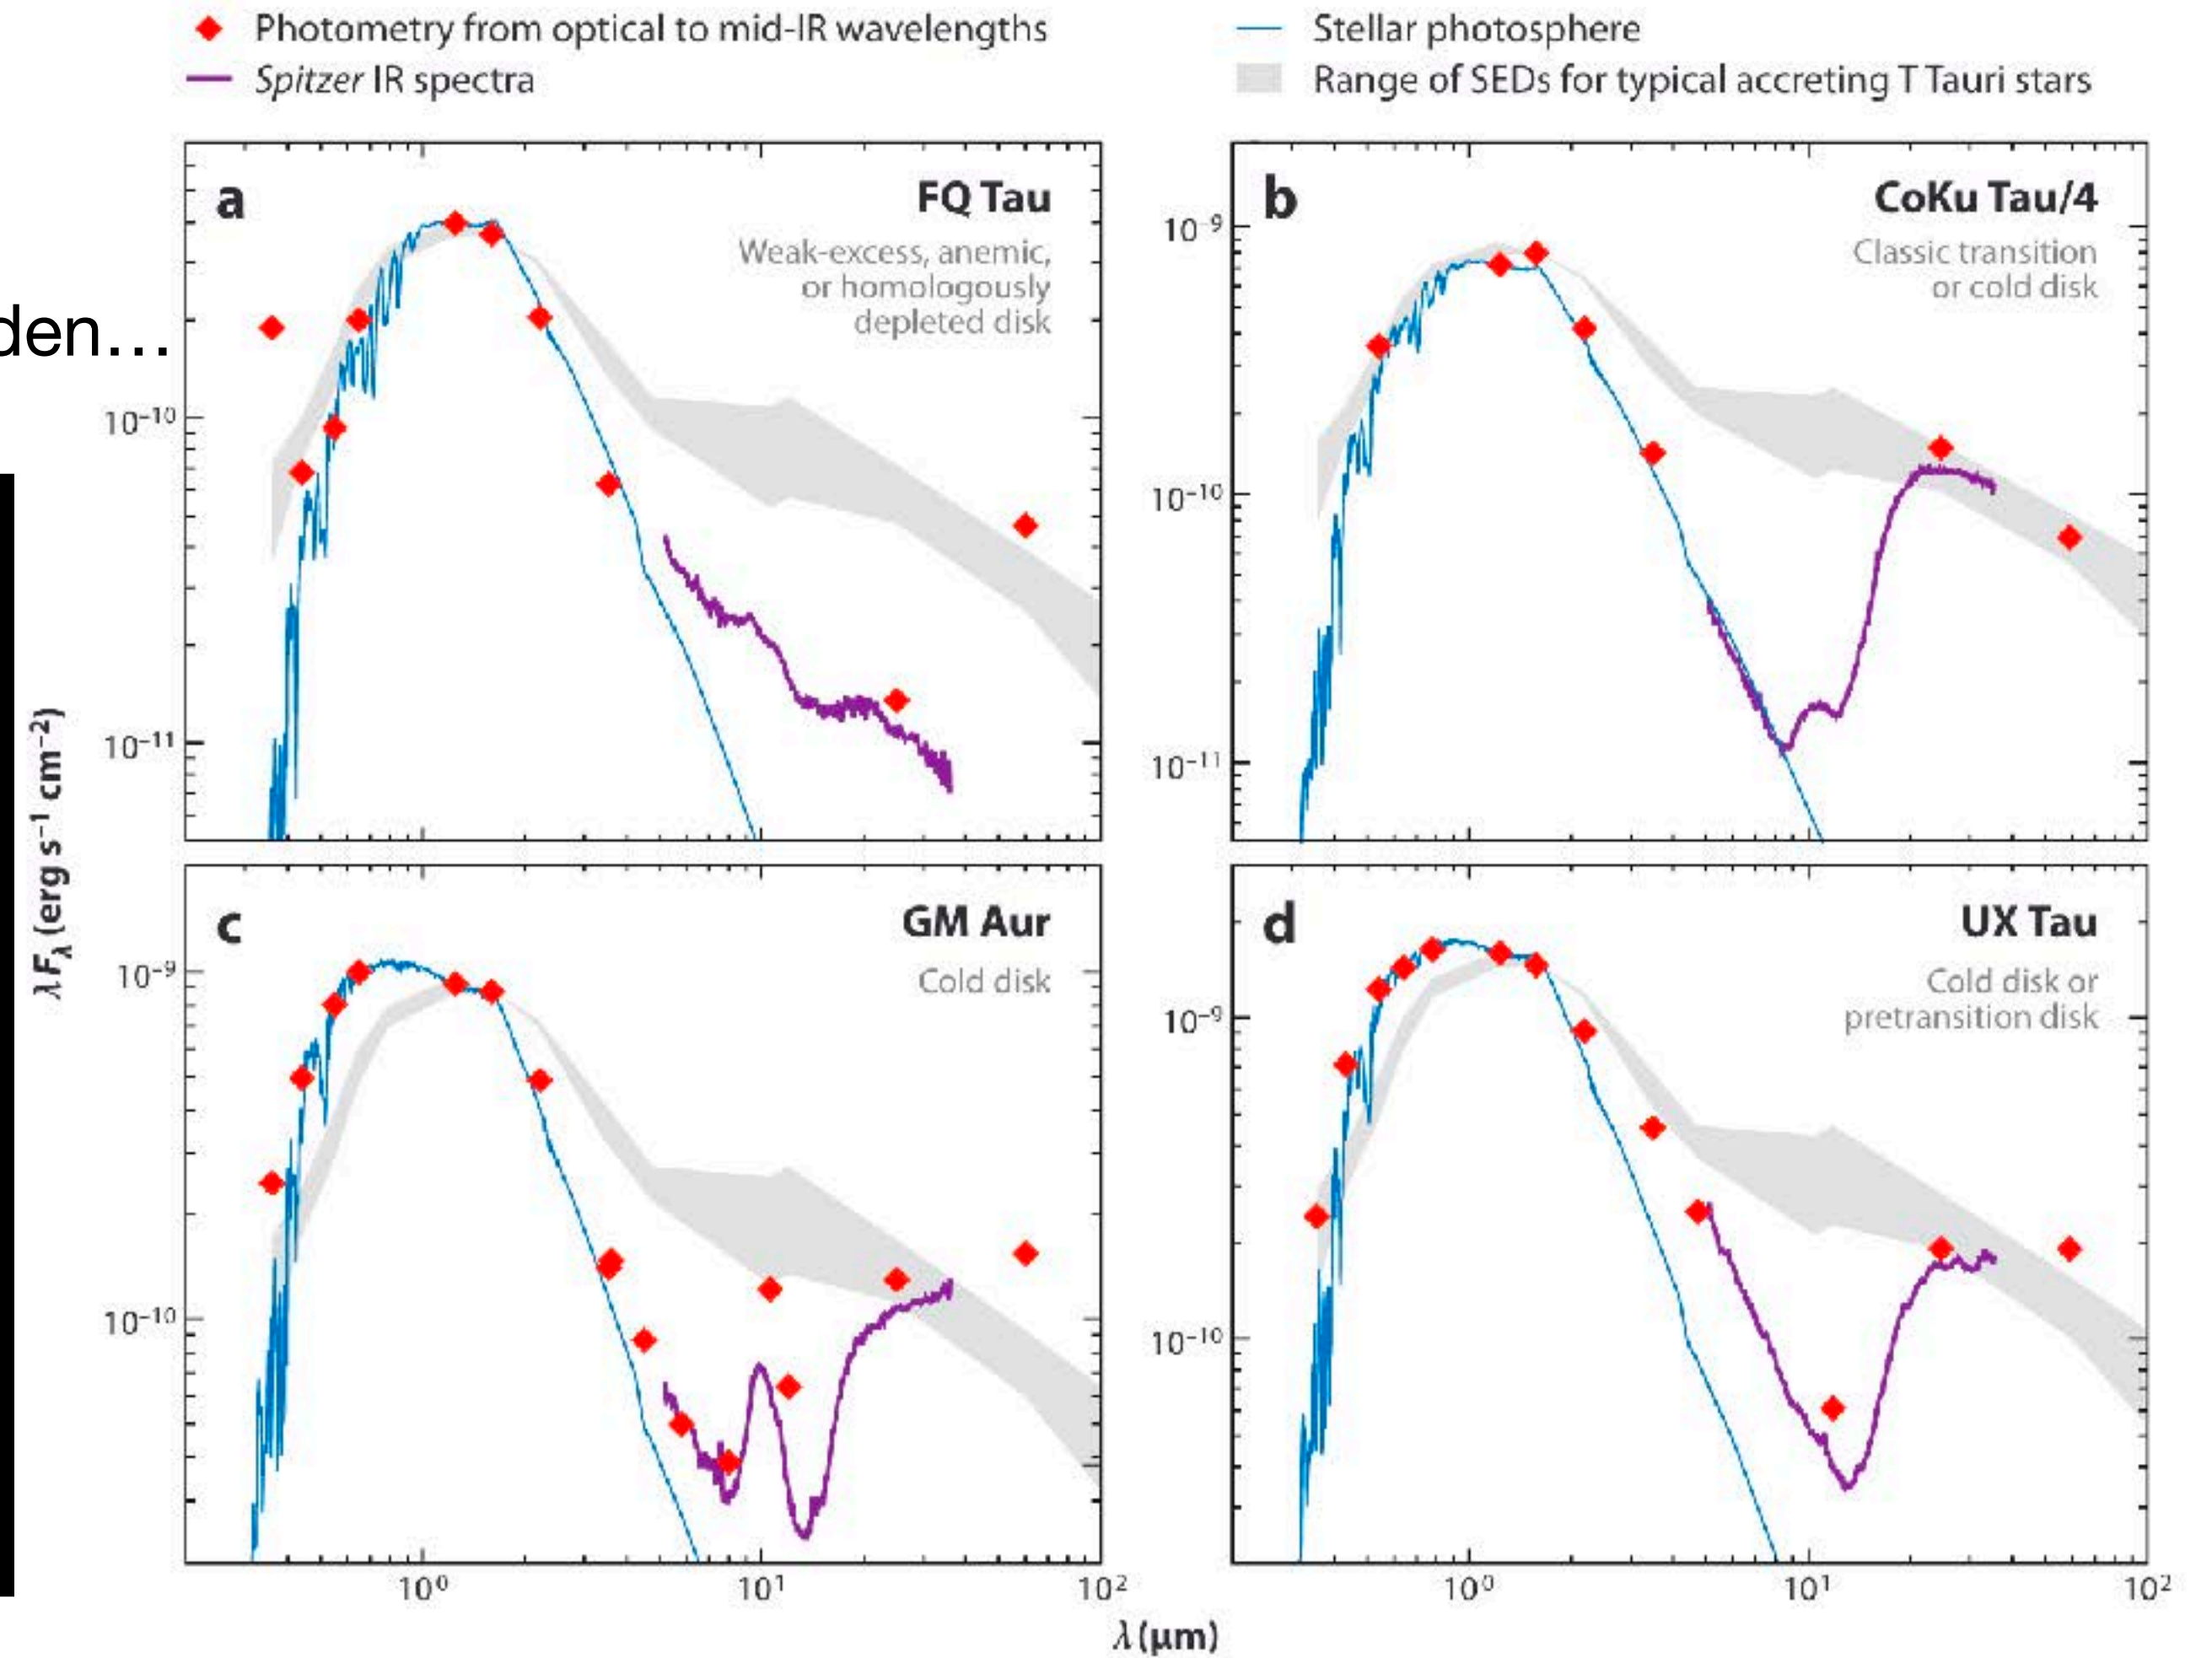 Photometry from optical to mid-IR wavelengths
Spitzer IR spectra
Stellar photosphere
Range of SEDs for typical accreting T Tauri stars
den…
a
FQ Tau
Weak-excess, anemic,
or homologously
depleted disk
10⁻¹⁰
10⁻¹¹
b
CoKu Tau/4
Classic transition
or cold disk
10⁻⁹
10⁻¹⁰
10⁻¹¹
c
GM Aur
Cold disk
10⁻⁹
10⁻¹⁰
10⁰
10¹
10²
d
UX Tau
Cold disk or
pretransition disk
10⁻⁹
10⁻¹⁰
10⁰
10¹
10²
λFλ (erg s⁻¹ cm⁻²)
λ (μm)